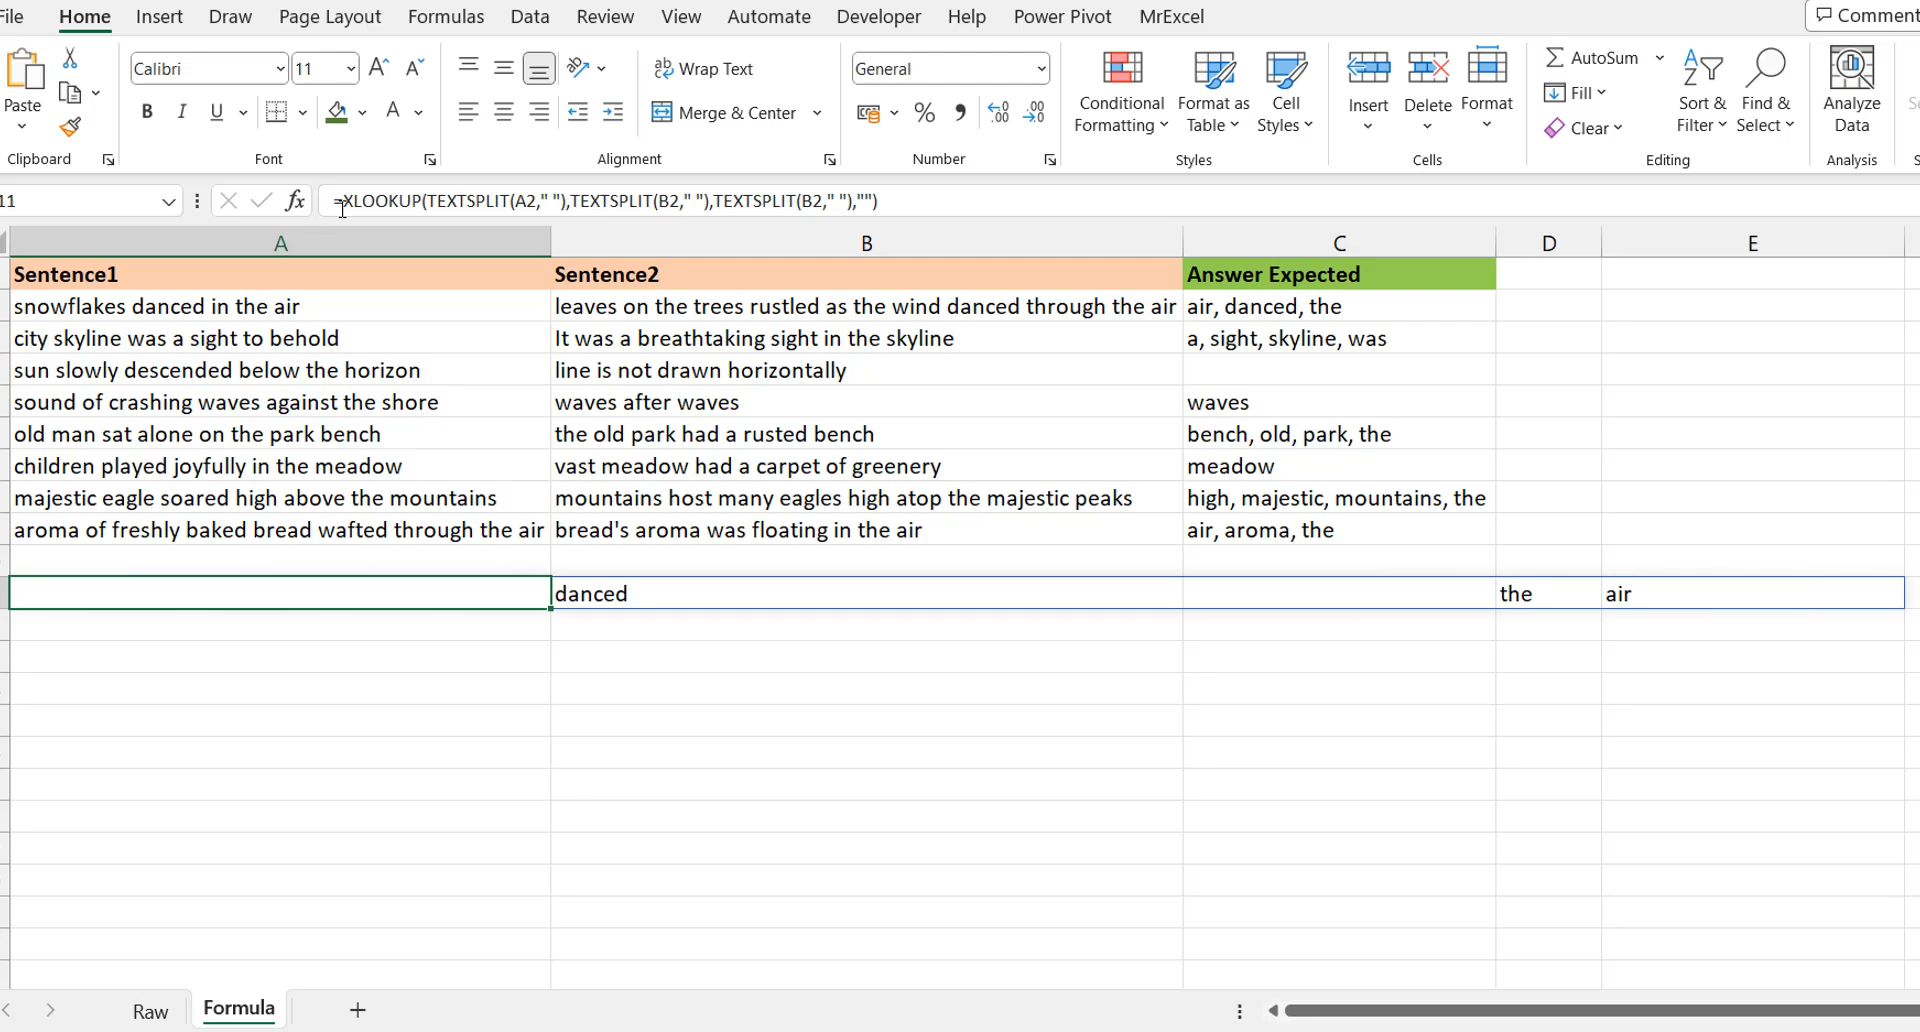 File Home Insert Draw Page Layout Formulas Data Review View Automate Developer Help Power Pivot MrExcel Comment
Paste
Clipboard
Calibri 11 A A
B I U A
Font
ab Wrap Text
Merge & Center
Alignment
General
% 9 .00 .00
Number
Conditional Formatting
Format as Table
Cell Styles
Styles
Insert Delete Format
Cells
AutoSum
Fill
Clear
Sort & Filter
Find & Select
Editing
Analyze Data
Analysis
11 fx =XLOOKUP(TEXTSPLIT(A2," "),TEXTSPLIT(B2," "),TEXTSPLIT(B2," "),"")
A B C D E
Sentence1 Sentence2 Answer Expected
snowflakes danced in the air leaves on the trees rustled as the wind danced through the air air, danced, the
city skyline was a sight to behold It was a breathtaking sight in the skyline a, sight, skyline, was
sun slowly descended below the horizon line is not drawn horizontally
sound of crashing waves against the shore waves after waves waves
old man sat alone on the park bench the old park had a rusted bench bench, old, park, the
children played joyfully in the meadow vast meadow had a carpet of greenery meadow
majestic eagle soared high above the mountains mountains host many eagles high atop the majestic peaks high, majestic, mountains, the
aroma of freshly baked bread wafted through the air bread's aroma was floating in the air air, aroma, the
danced the air
Raw Formula